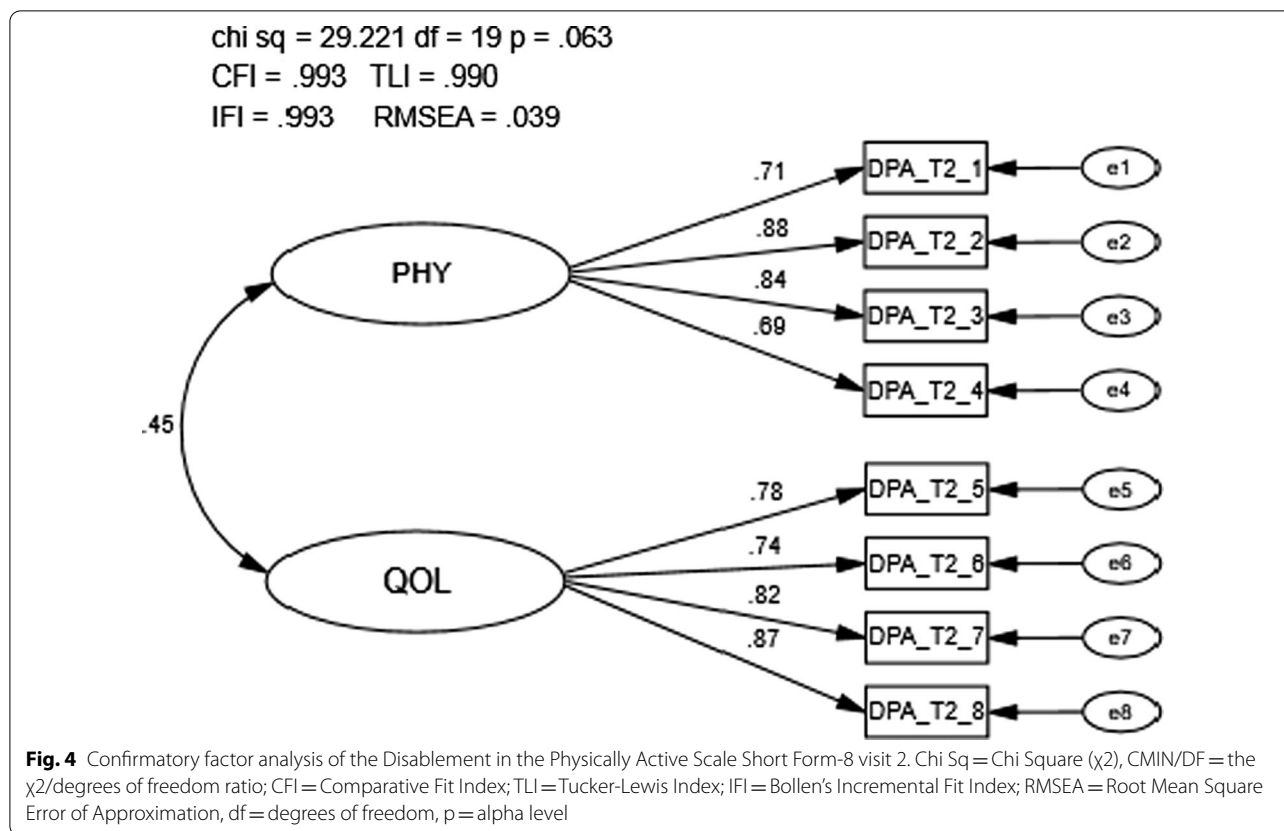 chi sq = 29.221 df = 19 p = .063
CFI = .993 TLI = .990
IFI = .993 RMSEA = .039
.71
DPA_T2_1
e1
.88
DPA_T2_2
e2
PHY
.84
DPA_T2_3
e3
.69
DPA_T2_4
e4
.45
.78
DPA_T2_5
e5
.74
DPA_T2_6
e6
QOL
.82
DPA_T2_7
e7
.87
DPA_T2_8
e8
Fig. 4 Confirmatory factor analysis of the Disablement in the Physically Active Scale Short Form-8 visit 2. Chi Sq = Chi Square (χ2), CMIN/DF = the
χ2/degrees of freedom ratio; CFI = Comparative Fit Index; TLI = Tucker-Lewis Index; IFI = Bollen's Incremental Fit Index; RMSEA = Root Mean Square
Error of Approximation, df = degrees of freedom, p = alpha level